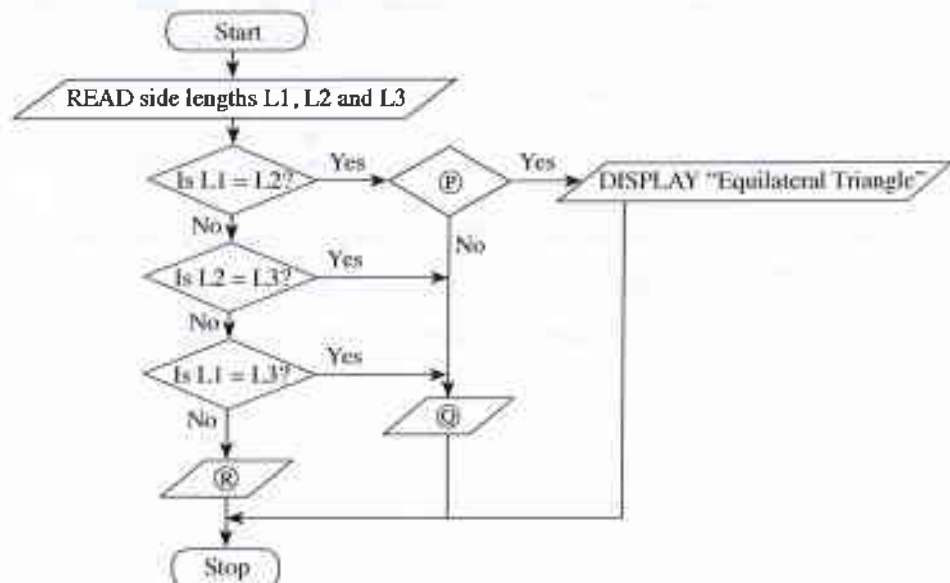 Start
READ side lengths L1, L2 and L3
Is L1 = L2?
Yes
Ⓟ
Yes
DISPLAY "Equilateral Triangle"
No
No
Is L2 = L3?
Yes
No
Is L1 = L3?
Yes
No
Ⓠ
Ⓡ
Stop